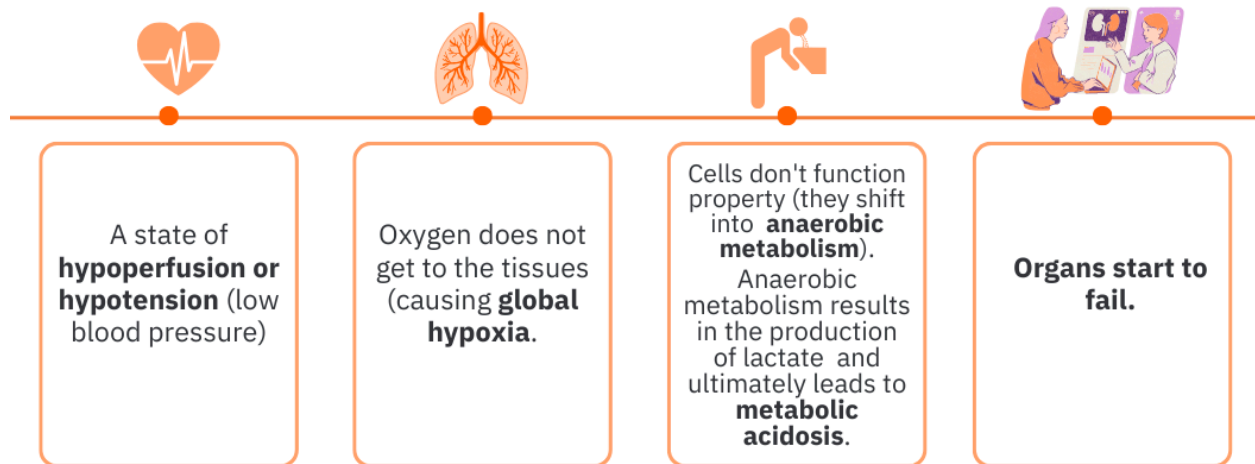 A state of
hypoperfusion or
hypotension (low
blood pressure)
Oxygen does not
get to the tissues
(causing global
hypoxia.
Cells don't function
property (they shift
into anaerobic
metabolism).
Anaerobic
metabolism results
in the production
of lactate and
ultimately leads to
metabolic
acidosis.
Organs start to
fail.